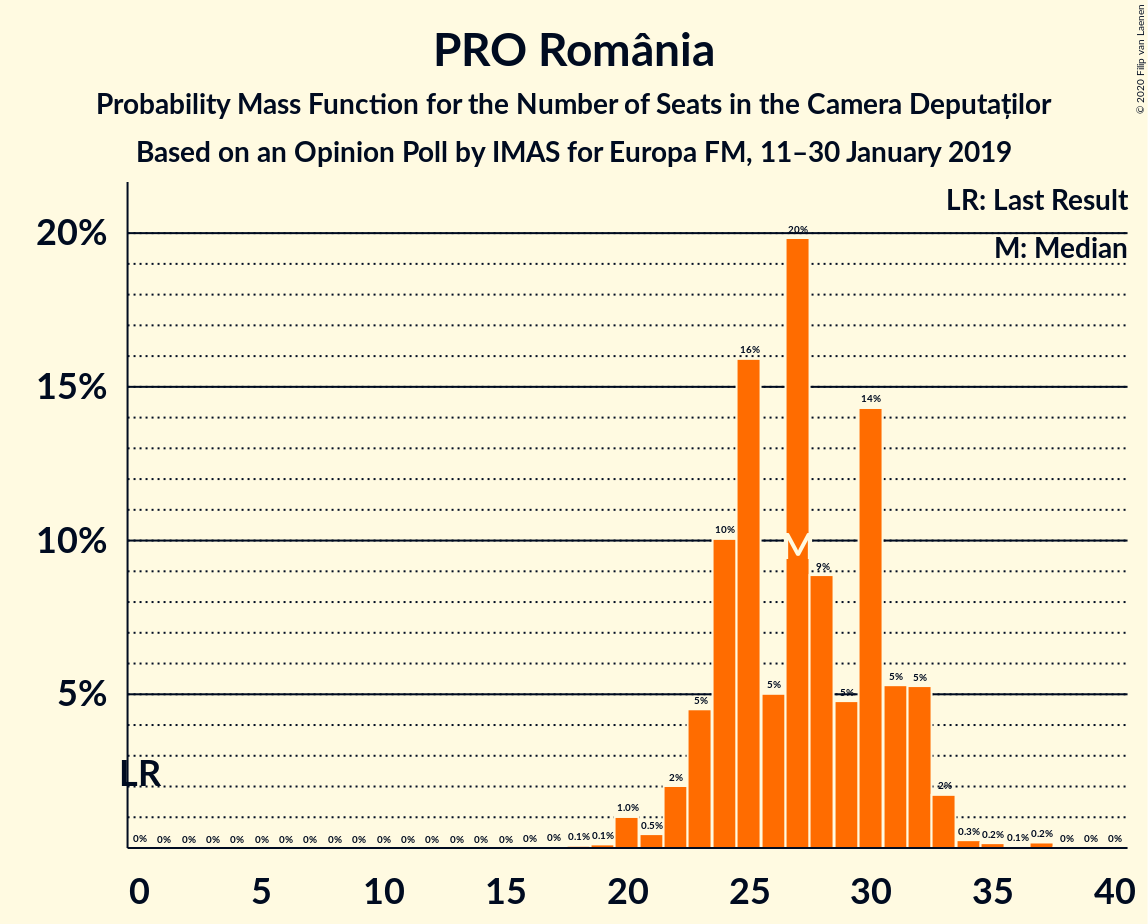 PRO România
Probability Mass Function for the Number of Seats in the Camera Deputaților
Based on an Opinion Poll by IMAS for Europa FM, 11–30 January 2019
© 2020 Filip van Laenen
LR: Last Result
M: Median
20%
15%
10%
5%
LR
M
0% 0% 0% 0% 0% 0% 0% 0% 0% 0% 0% 0% 0% 0% 0% 0% 0% 0% 0.1% 0.1% 1.0% 0.5% 2% 5% 10% 16% 5% 20% 9% 5% 14% 5% 5% 2% 0.3% 0.2% 0.1% 0.2% 0% 0% 0%
0 5 10 15 20 25 30 35 40